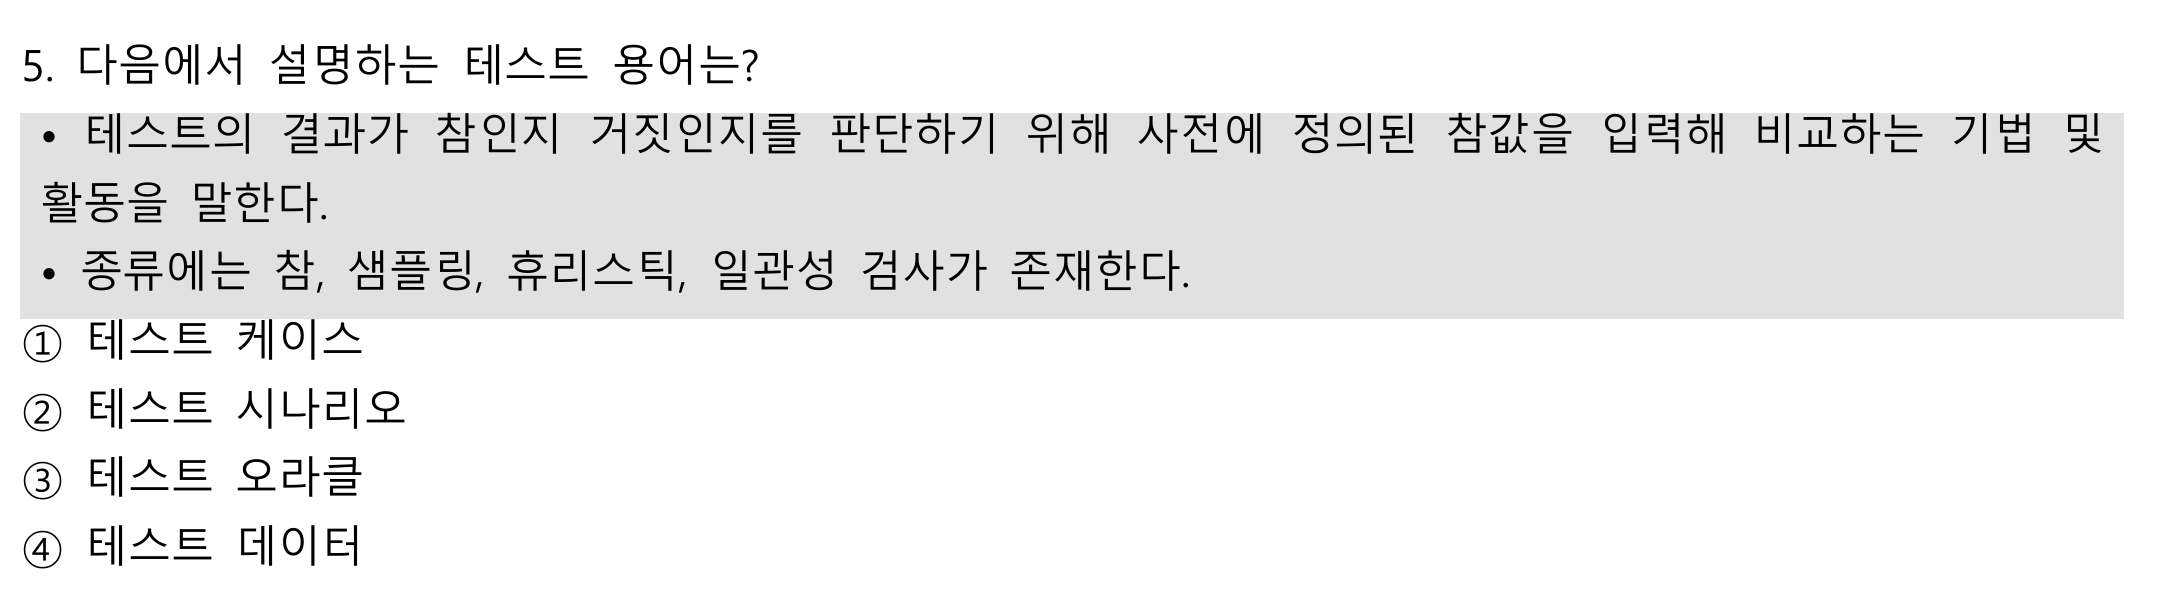 5. 다음에서 설명하는 테스트 용어는?
• 테스트의 결과가 참인지 거짓인지를 판단하기 위해 사전에 정의된 참값을 입력해 비교하는 기법 및
활동을 말한다.
• 종류에는 참, 샘플링, 휴리스틱, 일관성 검사가 존재한다.
① 테스트 케이스
② 테스트 시나리오
③ 테스트 오라클
④ 테스트 데이터